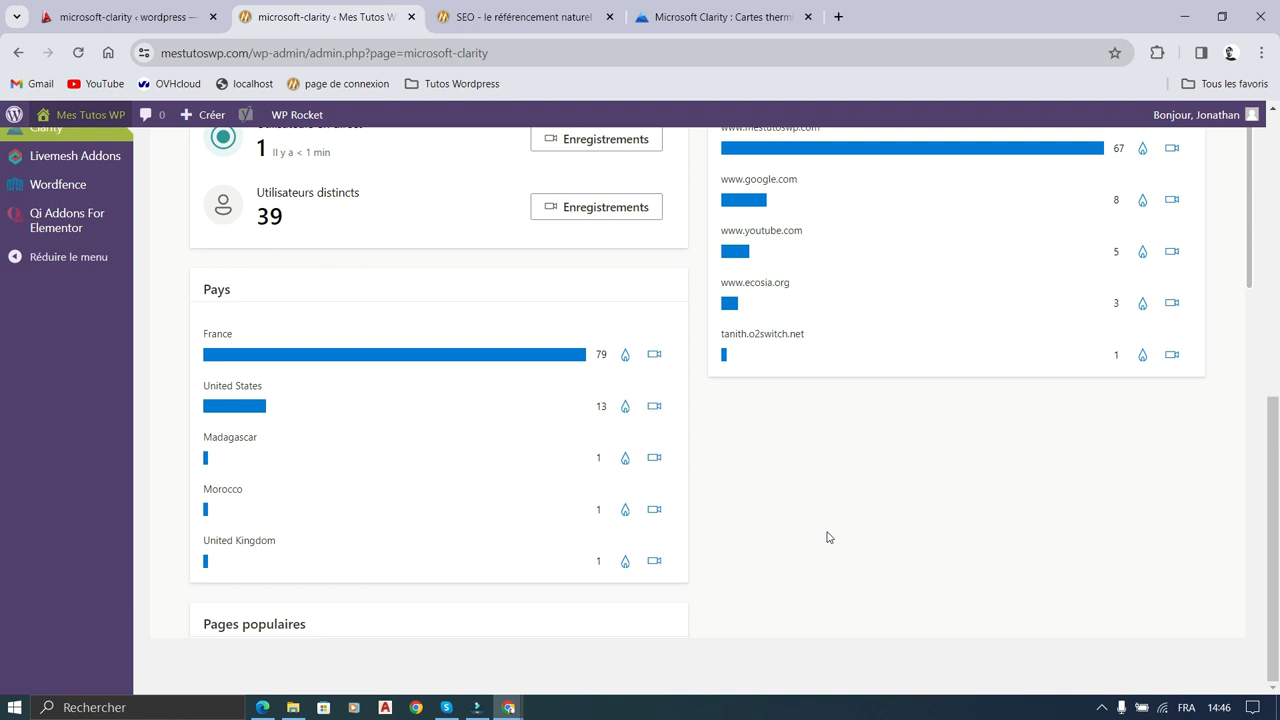 microsoft-clarity ‹ wordpress —
microsoft-clarity ‹ Mes Tutos W
SEO - le référencement naturel
Microsoft Clarity : Cartes therm
mestutoswp.com/wp-admin/admin.php?page=microsoft-clarity
Gmail
YouTube
OVHcloud
localhost
page de connexion
Tutos Wordpress
Tous les favoris
Mes Tutos WP
0
Créer
WP Rocket
Bonjour, Jonathan
Clarity
Livemesh Addons
Wordfence
Qi Addons For
Elementor
Réduire le menu
Utilisateurs en direct
1 Il y a < 1 min
Enregistrements
Utilisateurs distincts
39
Enregistrements
Pays
France
79
United States
13
Madagascar
1
Morocco
1
United Kingdom
1
Pages populaires
www.mestutoswp.com
67
www.google.com
8
www.youtube.com
5
www.ecosia.org
3
tanith.o2switch.net
1
Rechercher
FRA
14:46